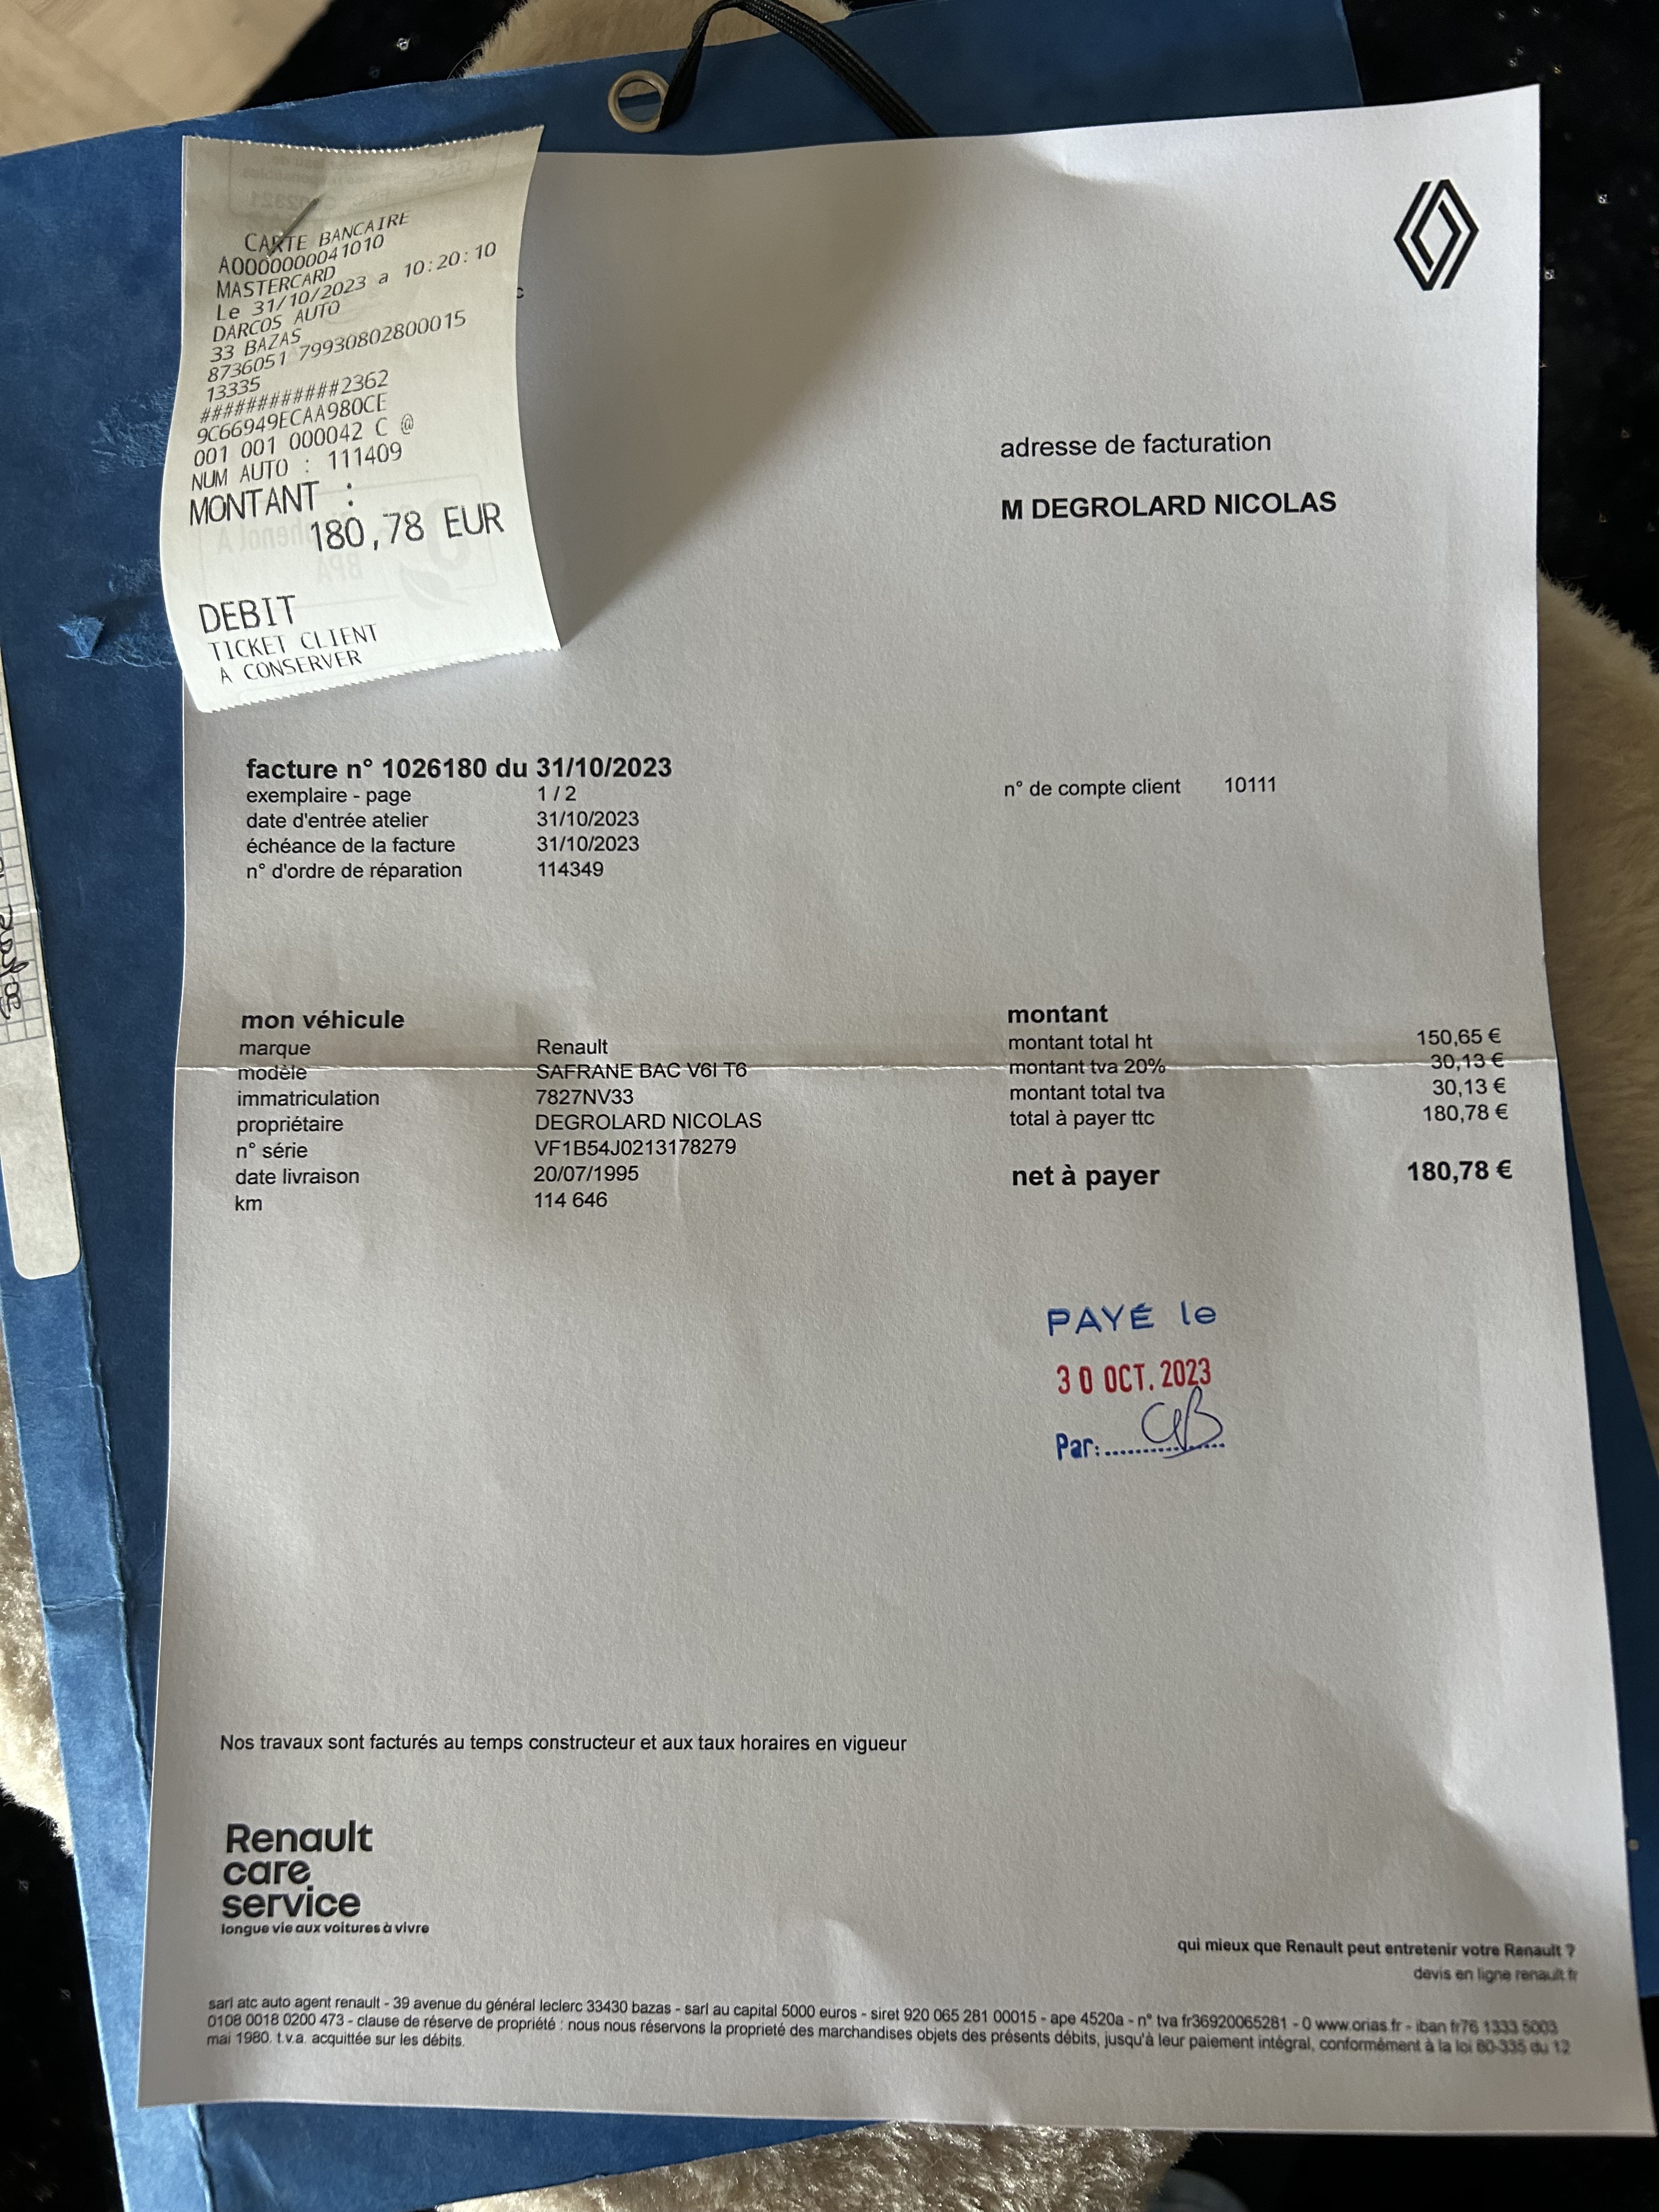 CARTE BANCAIRE
A0000000041010
MASTERCARD
Le 31/10/2023 a 10:20:10
DARCOS AUTO
33 BAZAS
8736051 79930802800015
13335
############2362
9C66949ECAA980CE
001 001 000042 C @
NUM AUTO : 111409
MONTANT :
180,78 EUR
DEBIT
TICKET CLIENT
A CONSERVER
adresse de facturation
M DEGROLARD NICOLAS
facture n° 1026180 du 31/10/2023
exemplaire - page 1 / 2
date d'entrée atelier 31/10/2023
échéance de la facture 31/10/2023
n° d'ordre de réparation 114349
n° de compte client 10111
mon véhicule
marque Renault
modèle SAFRANE BAC V6I T6
immatriculation 7827NV33
propriétaire DEGROLARD NICOLAS
n° série VF1B54J0213178279
date livraison 20/07/1995
km 114 646
montant
montant total ht 150,65 €
montant tva 20% 30,13 €
montant total tva 30,13 €
total à payer ttc 180,78 €
net à payer 180,78 €
PAYÉ le
30 OCT. 2023
Par:
Nos travaux sont facturés au temps constructeur et aux taux horaires en vigueur
Renault
care
service
longue vie aux voitures à vivre
qui mieux que Renault peut entretenir votre Renault ?
devis en ligne renault.fr
sarl atc auto agent renault - 39 avenue du général leclerc 33430 bazas - sarl au capital 5000 euros - siret 920 065 281 00015 - ape 4520a - n° tva fr36920065281 - 0 www.orias.fr - iban fr76 1333 5003
0108 0018 0200 473 - clause de réserve de propriété : nous nous réservons la proprieté des marchandises objets des présents débits, jusqu'à leur paiement intégral, conformément à la loi 80-335 du 12
mai 1980. t.v.a. acquittée sur les débits.